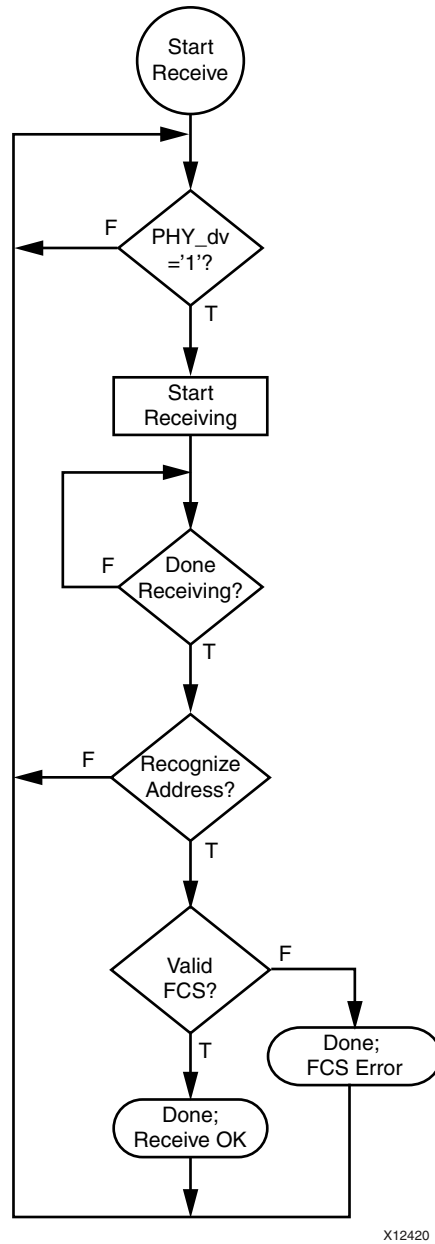 Start
Receive
F
PHY_dv
='1'?
T
Start
Receiving
F
Done
Receiving?
T
F
Recognize
Address?
T
Valid
FCS?
F
T
Done;
FCS Error
Done;
Receive OK
X12420